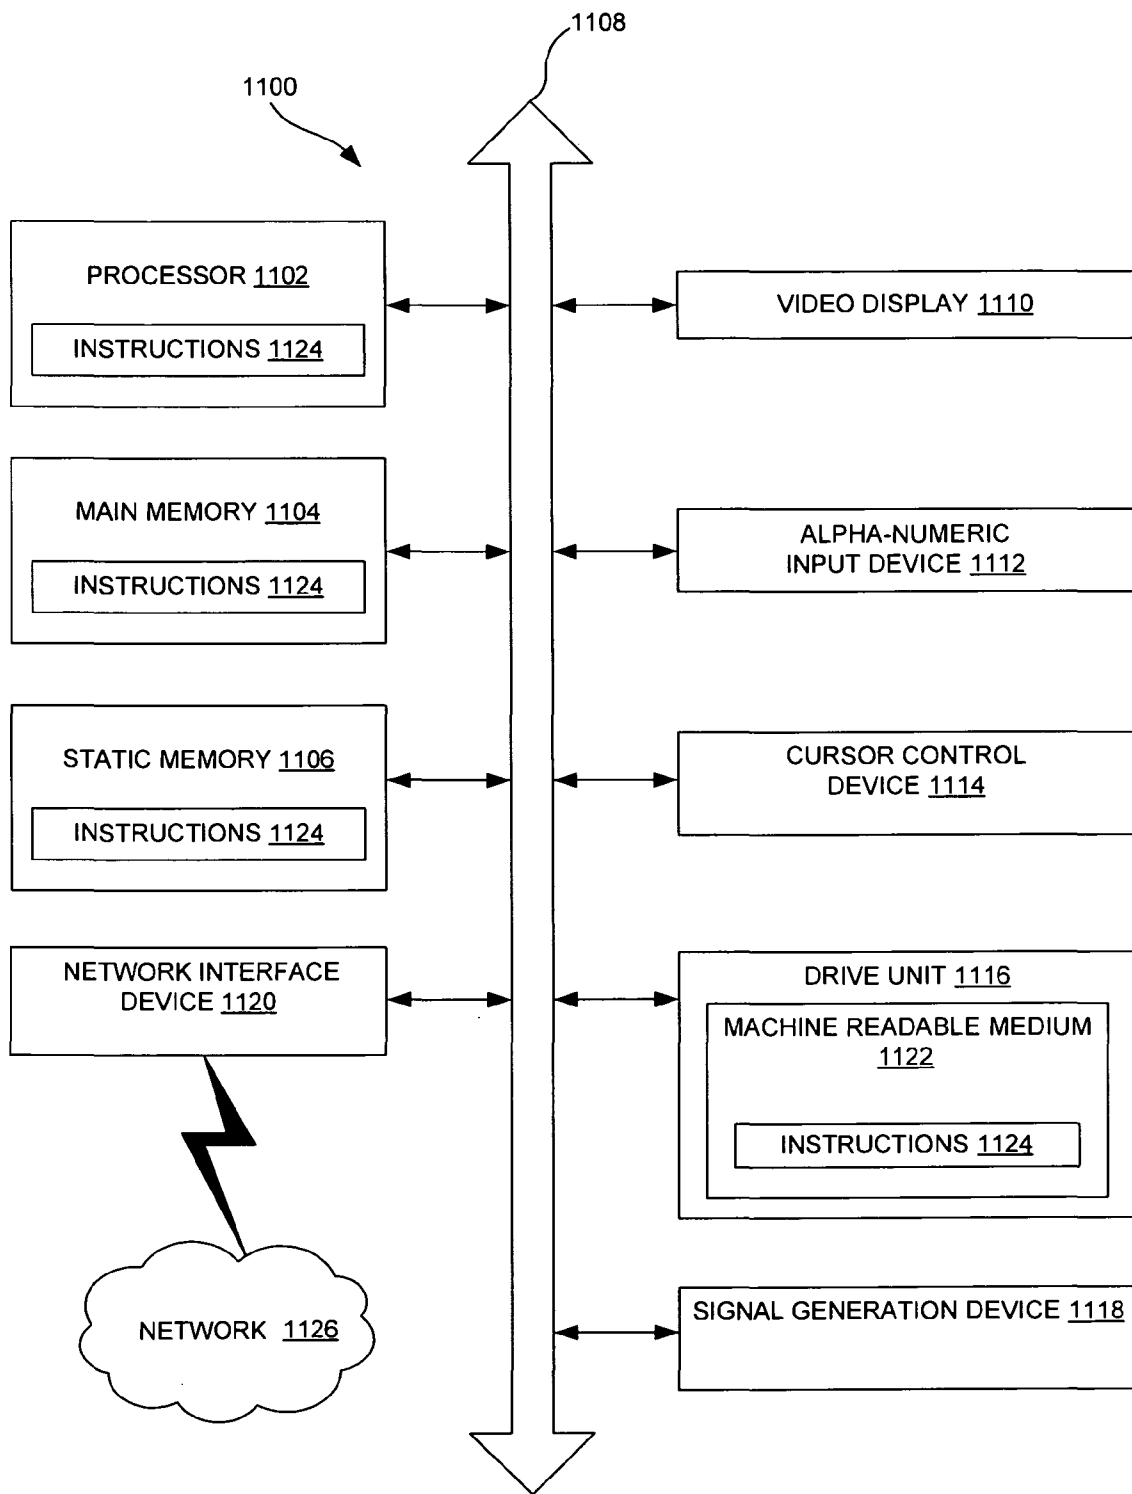 1108
1100
PROCESSOR 1102
INSTRUCTIONS 1124
MAIN MEMORY 1104
INSTRUCTIONS 1124
STATIC MEMORY 1106
INSTRUCTIONS 1124
NETWORK INTERFACE
DEVICE 1120
NETWORK 1126
VIDEO DISPLAY 1110
ALPHA-NUMERIC
INPUT DEVICE 1112
CURSOR CONTROL
DEVICE 1114
DRIVE UNIT 1116
MACHINE READABLE MEDIUM
1122
INSTRUCTIONS 1124
SIGNAL GENERATION DEVICE 1118